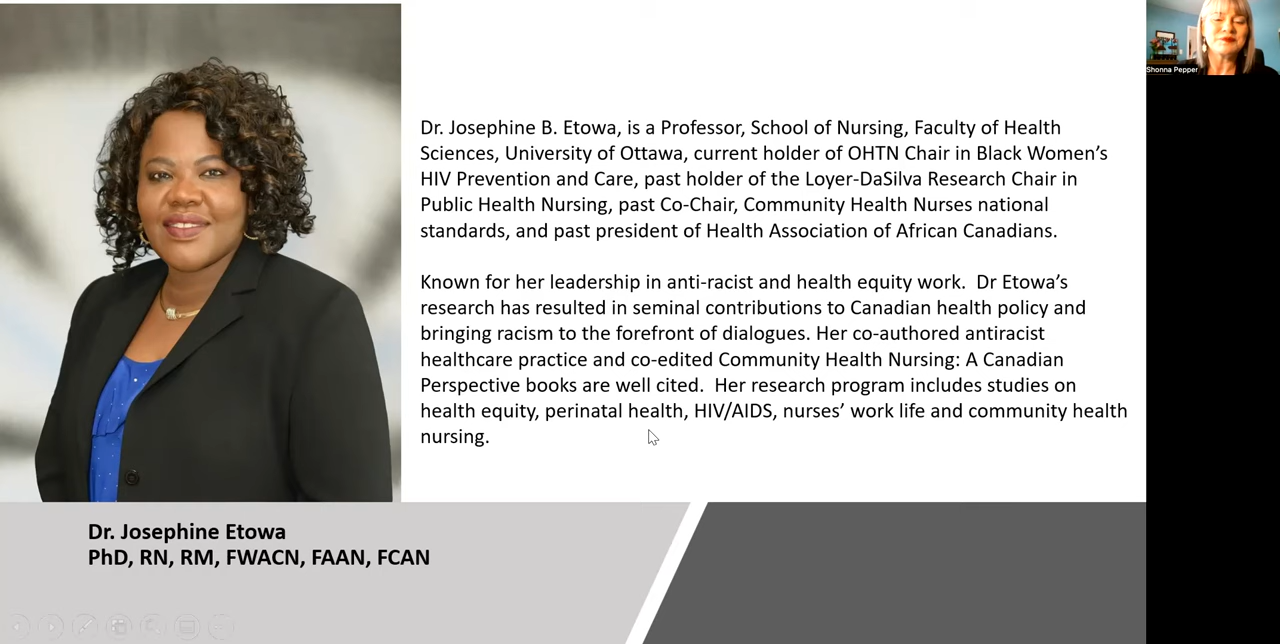 Dr. Josephine B. Etowa, is a Professor, School of Nursing, Faculty of Health
Sciences, University of Ottawa, current holder of OHTN Chair in Black Women’s
HIV Prevention and Care, past holder of the Loyer-DaSilva Research Chair in
Public Health Nursing, past Co-Chair, Community Health Nurses national
standards, and past president of Health Association of African Canadians.
Known for her leadership in anti-racist and health equity work.  Dr Etowa’s
research has resulted in seminal contributions to Canadian health policy and
bringing racism to the forefront of dialogues. Her co-authored antiracist
healthcare practice and co-edited Community Health Nursing: A Canadian
Perspective books are well cited.  Her research program includes studies on
health equity, perinatal health, HIV/AIDS, nurses’ work life and community health
nursing.
Dr. Josephine Etowa
PhD, RN, RM, FWACN, FAAN, FCAN
Shonna Pepper